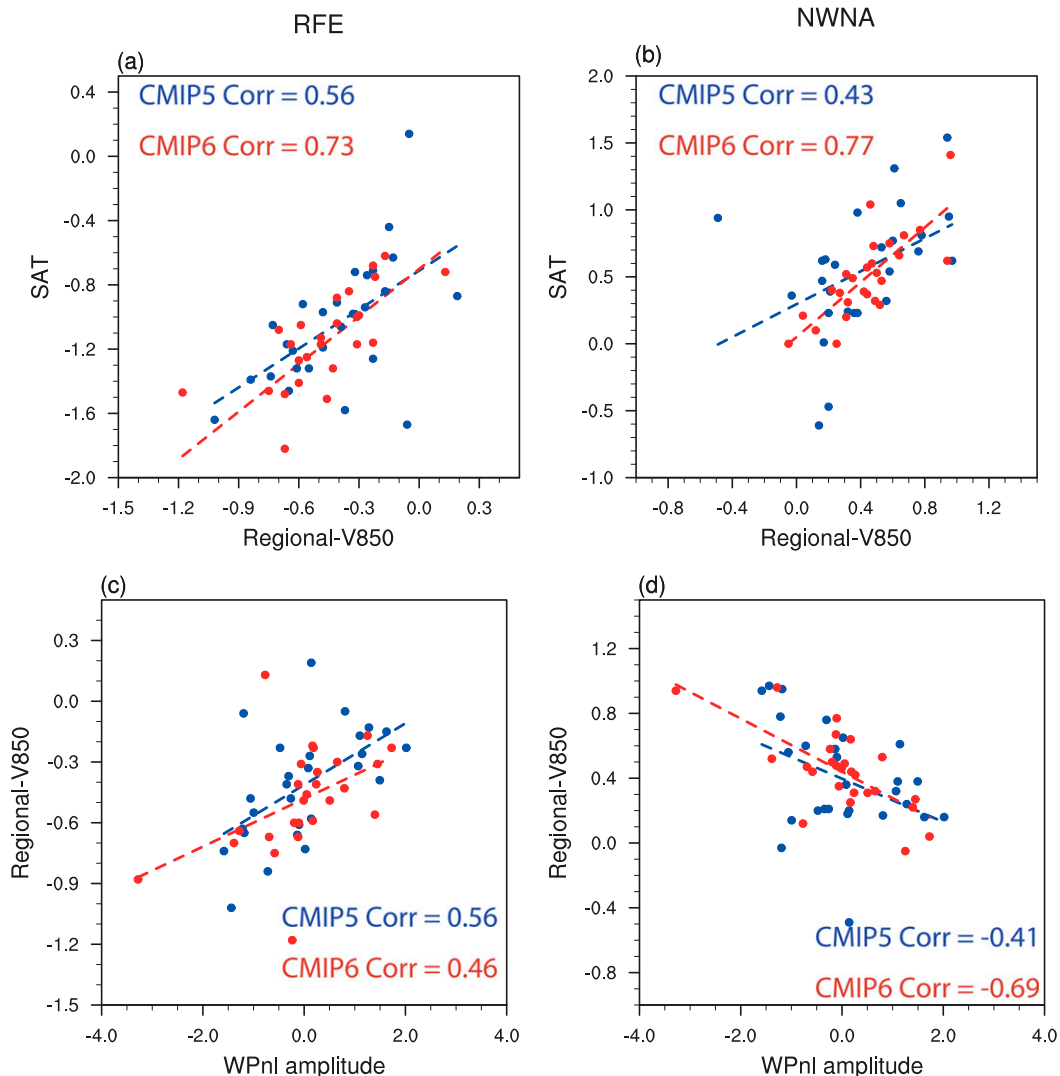 RFE
NWNA
(a)
CMIP5 Corr = 0.56
CMIP6 Corr = 0.73
0.4
0.0
-0.4
-0.8
-1.2
-1.6
-2.0
SAT
-1.5
-1.2
-0.9
-0.6
-0.3
0.0
0.3
Regional-V850
(b)
CMIP5 Corr = 0.43
CMIP6 Corr = 0.77
2.0
1.5
1.0
0.5
0.0
-0.5
-1.0
SAT
-0.8
-0.4
0.0
0.4
0.8
1.2
Regional-V850
(c)
0.3
0.0
-0.3
-0.6
-0.9
-1.2
-1.5
Regional-V850
CMIP5 Corr = 0.56
CMIP6 Corr = 0.46
-4.0
-2.0
0.0
2.0
4.0
WPnI amplitude
(d)
1.2
0.8
0.4
0.0
-0.4
-0.8
Regional-V850
CMIP5 Corr = -0.41
CMIP6 Corr = -0.69
-4.0
-2.0
0.0
2.0
4.0
WPnI amplitude